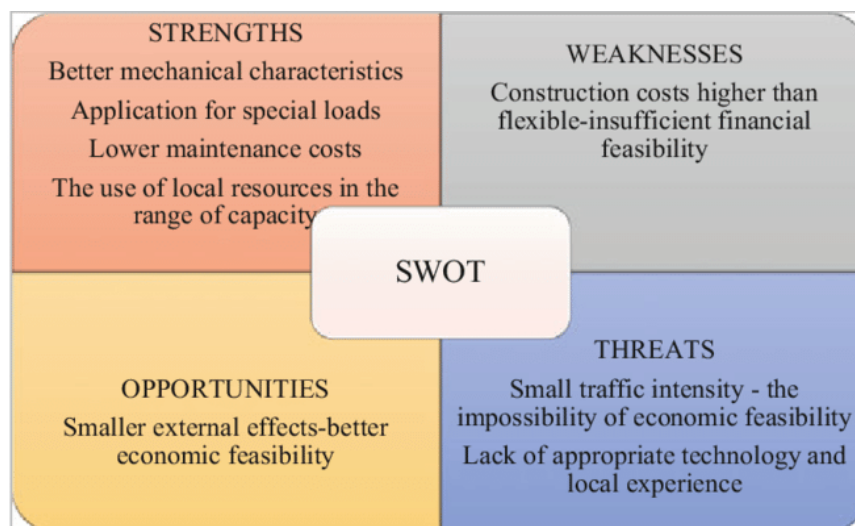 STRENGTHS
Better mechanical characteristics
Application for special loads
Lower maintenance costs
The use of local resources in the
range of capacity
WEAKNESSES
Construction costs higher than
flexible-insufficient financial
feasibility
SWOT
OPPORTUNITIES
Smaller external effects-better
economic feasibility
THREATS
Small traffic intensity - the
impossibility of economic feasibility
Lack of appropriate technology and
local experience